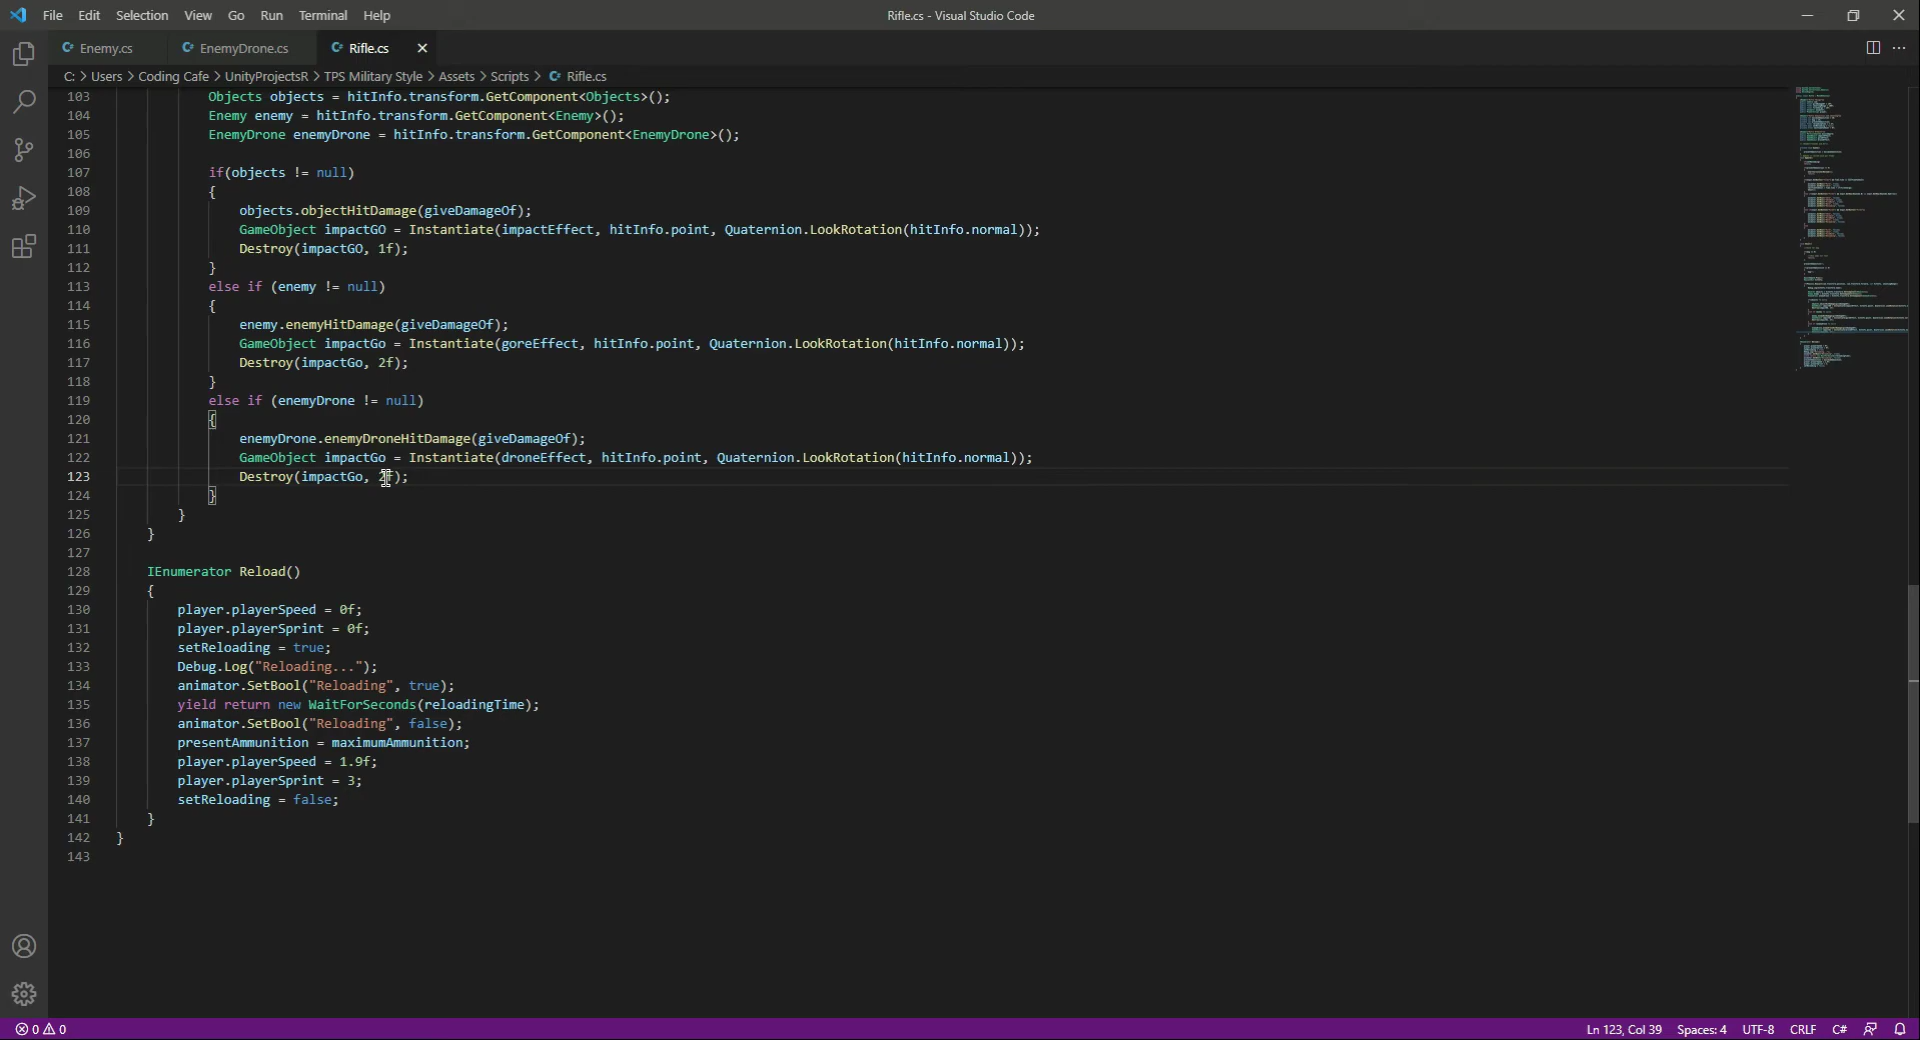 File Edit Selection View Go Run Terminal Help
Rifle.cs - Visual Studio Code
Enemy.cs EnemyDrone.cs Rifle.cs
C: > Users > Coding Cafe > UnityProjectsR > TPS Military Style > Assets > Scripts > Rifle.cs
103 Objects objects = hitInfo.transform.GetComponent<Objects>();
104 Enemy enemy = hitInfo.transform.GetComponent<Enemy>();
105 EnemyDrone enemyDrone = hitInfo.transform.GetComponent<EnemyDrone>();
106
107 if(objects != null)
108 {
109 objects.objectHitDamage(giveDamageOf);
110 GameObject impactGO = Instantiate(impactEffect, hitInfo.point, Quaternion.LookRotation(hitInfo.normal));
111 Destroy(impactGO, 1f);
112 }
113 else if (enemy != null)
114 {
115 enemy.enemyHitDamage(giveDamageOf);
116 GameObject impactGo = Instantiate(goreEffect, hitInfo.point, Quaternion.LookRotation(hitInfo.normal));
117 Destroy(impactGo, 2f);
118 }
119 else if (enemyDrone != null)
120 {
121 enemyDrone.enemyDroneHitDamage(giveDamageOf);
122 GameObject impactGo = Instantiate(droneEffect, hitInfo.point, Quaternion.LookRotation(hitInfo.normal));
123 Destroy(impactGo, 2f);
124 }
125 }
126 }
127
128 IEnumerator Reload()
129 {
130 player.playerSpeed = 0f;
131 player.playerSprint = 0f;
132 setReloading = true;
133 Debug.Log("Reloading...");
134 animator.SetBool("Reloading", true);
135 yield return new WaitForSeconds(reloadingTime);
136 animator.SetBool("Reloading", false);
137 presentAmmunition = maximumAmmunition;
138 player.playerSpeed = 1.9f;
139 player.playerSprint = 3;
140 setReloading = false;
141 }
142 }
143
0 0 Ln 123, Col 39 Spaces: 4 UTF-8 CRLF C#